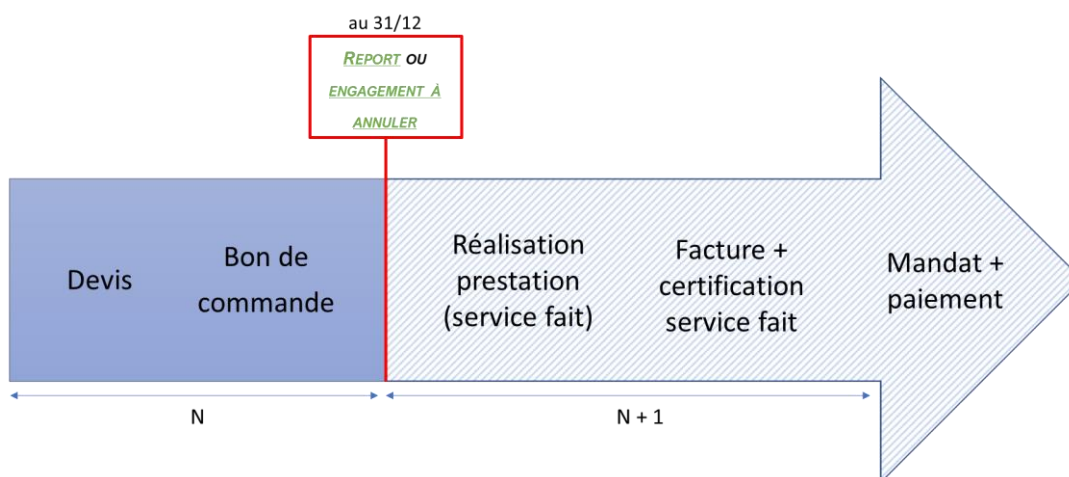 au 31/12
REPORT OU
ENGAGEMENT À
ANNULER
Devis
Bon de
commande
Réalisation
prestation
(service fait)
Facture +
certification
service fait
Mandat +
paiement
N
N + 1